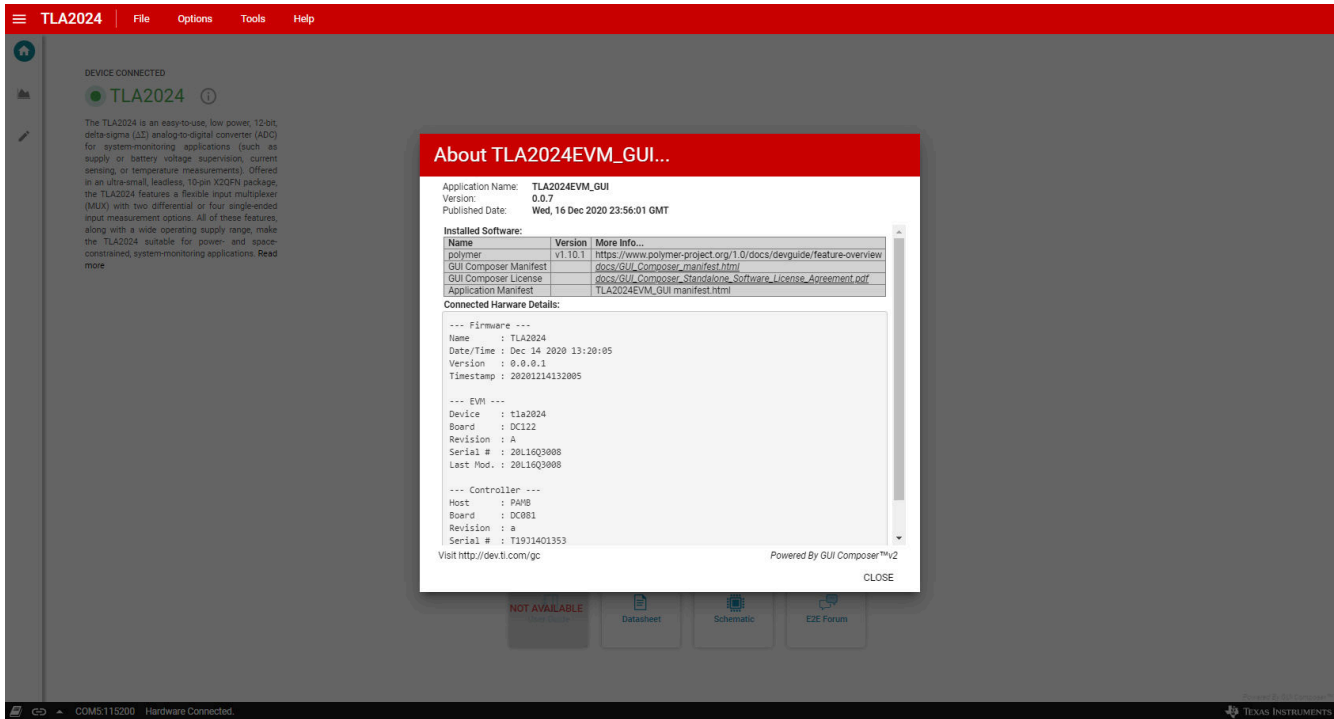 TLA2024 File Options Tools Help
DEVICE CONNECTED
TLA2024
The TLA2024 is an easy-to-use, low power, 12-bit,
delta-sigma (ΔΣ) analog-to-digital converter (ADC)
for system-monitoring applications (such as
supply or battery voltage supervision, current
sensing, or temperature measurements). Offered
in an ultra-small, leadless, 10-pin X2QFN package,
the TLA2024 features a flexible input multiplexer
(MUX) with two differential or four single-ended
input measurement options. All of these features,
along with a wide operating supply range, make
the TLA2024 suitable for power- and space-
constrained, system-monitoring applications. Read
more
About TLA2024EVM_GUI...
Application Name: TLA2024EVM_GUI
Version: 0.0.7
Published Date: Wed, 16 Dec 2020 23:56:01 GMT
Installed Software:
Name Version More Info...
polymer v1.10.1 https://www.polymer-project.org/1.0/docs/devguide/feature-overview
GUI Composer Manifest docs/GUI_Composer_manifest.html
GUI Composer License docs/GUI_Composer_Standalone_Software_License_Agreement.pdf
Application Manifest TLA2024EVM_GUI manifest.html
Connected Harware Details:
--- Firmware ---
Name : TLA2024
Date/Time : Dec 14 2020 13:20:05
Version : 0.0.0.1
Timestamp : 20201214132005
--- EVM ---
Device : tla2024
Board : DC122
Revision : A
Serial # : 20L16Q3008
Last Mod. : 20L16Q3008
--- Controller ---
Host : PAMB
Board : DC081
Revision : a
Serial # : T19J1401353
Visit http://dev.ti.com/gc Powered By GUI Composer™v2
CLOSE
NOT AVAILABLE
Datasheet
Schematic
E2E Forum
Powered By GUI Composer™
COM5:115200 Hardware Connected. TEXAS INSTRUMENTS